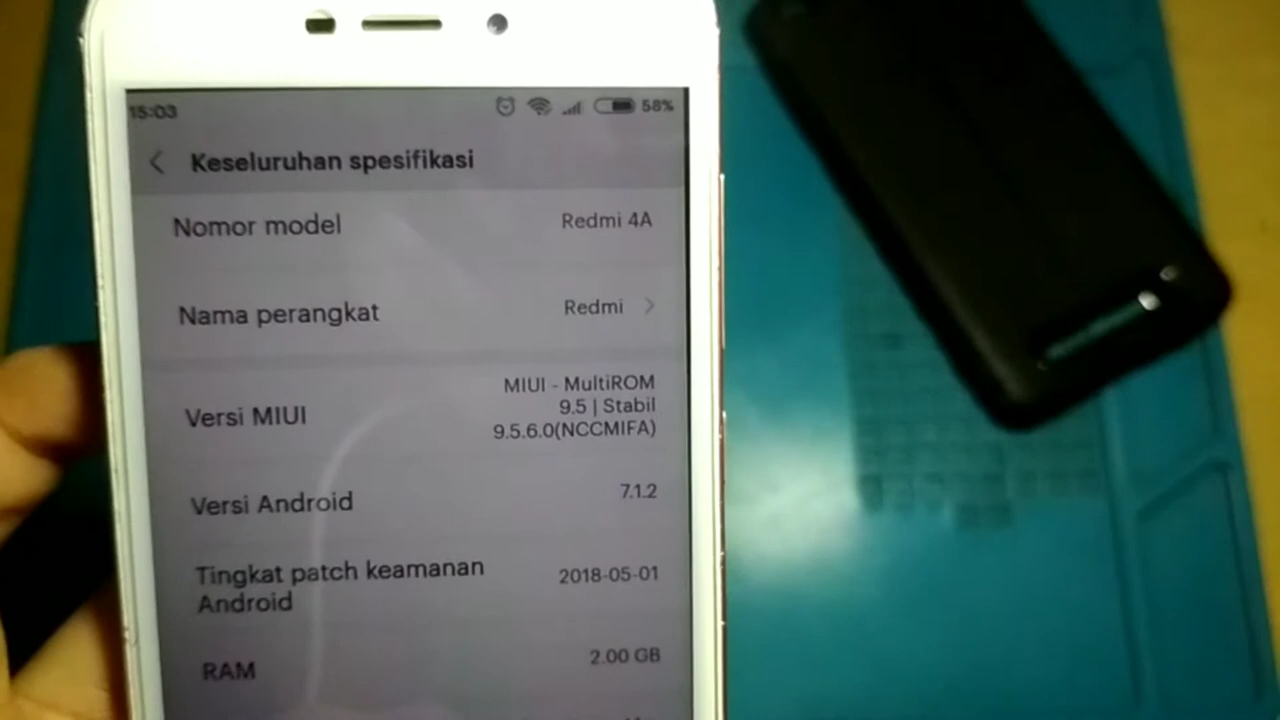 15:03 58%
Keseluruhan spesifikasi
Nomor model Redmi 4A
Nama perangkat Redmi
Versi MIUI MIUI - MultiROM
9.5 | Stabil
9.5.6.0(NCCMIFA)
Versi Android 7.1.2
Tingkat patch keamanan
Android 2018-05-01
RAM 2.00 GB